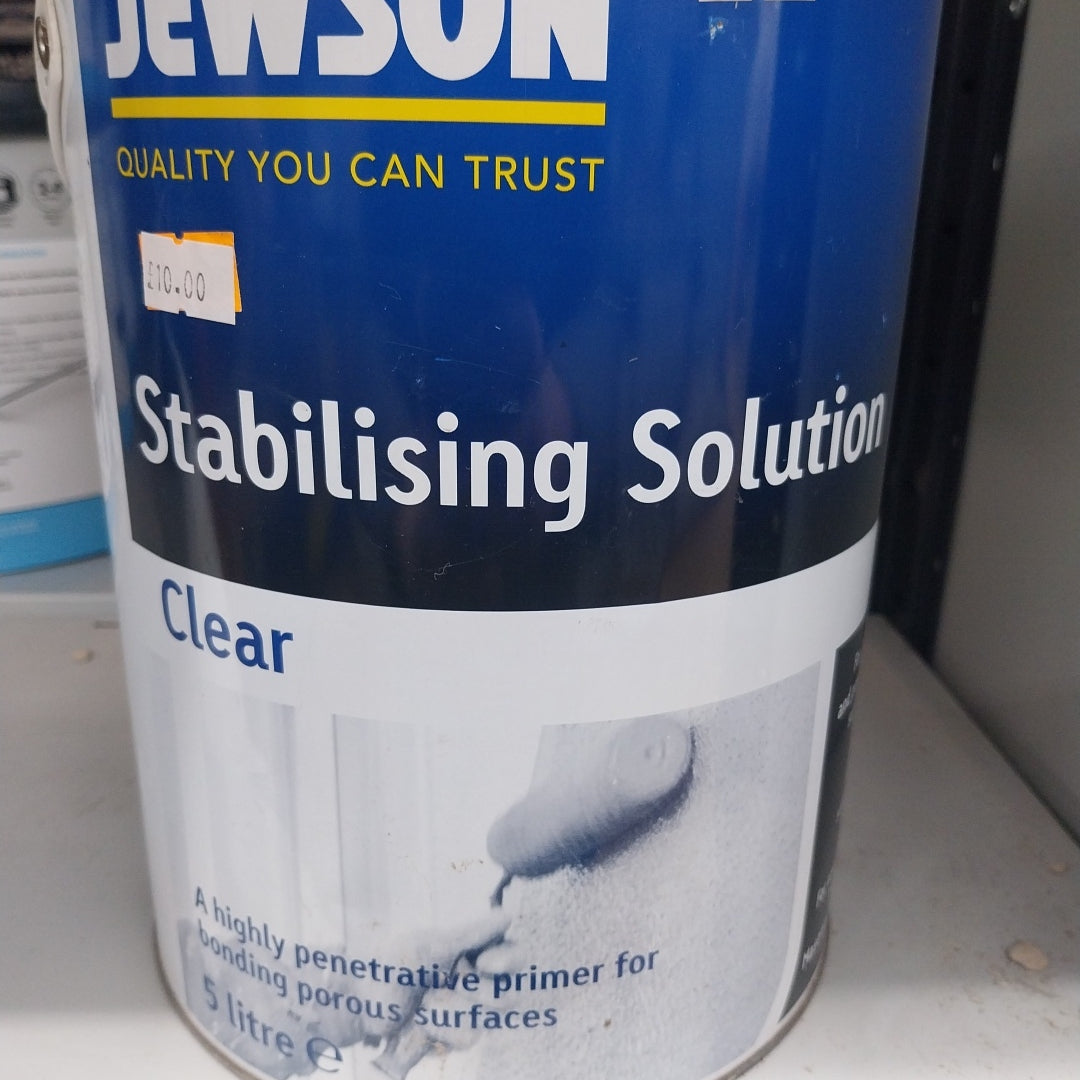 JEWSON
QUALITY YOU CAN TRUST
£10.00
Stabilising Solution
Clear
A highly penetrative primer for
bonding porous surfaces
5 litre ℮